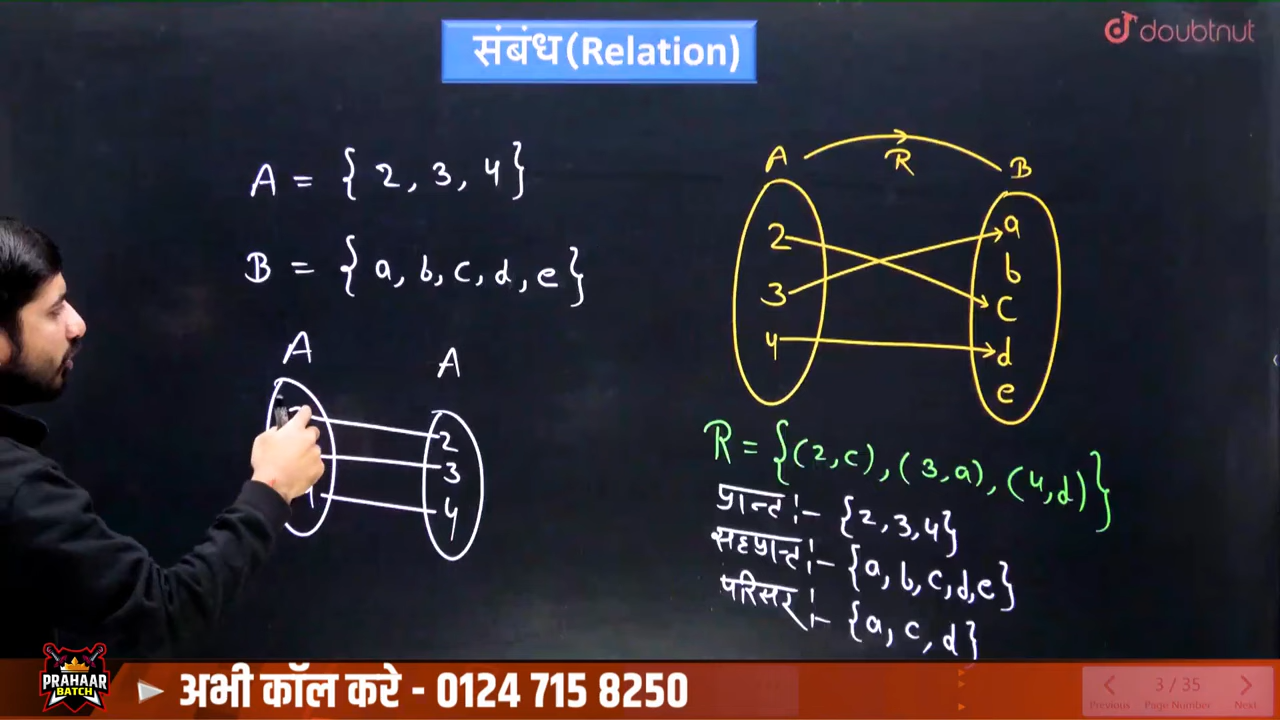 संबंध (Relation)
doubtnut
A = {2, 3, 4}
B = {a, b, c, d, e}
A
A
2
3
4
A
R
B
2
3
4
a
b
c
d
e
R = {(2,c), (3,a), (4,d)}
प्रान्त :- {2,3,4}
सहप्रान्त :- {a, b, c, d, e}
परिसर :- {a, c, d}
PRAHAAR
BATCH
अभी कॉल करे - 0124 715 8250
3 / 35
Previous Page Number Next